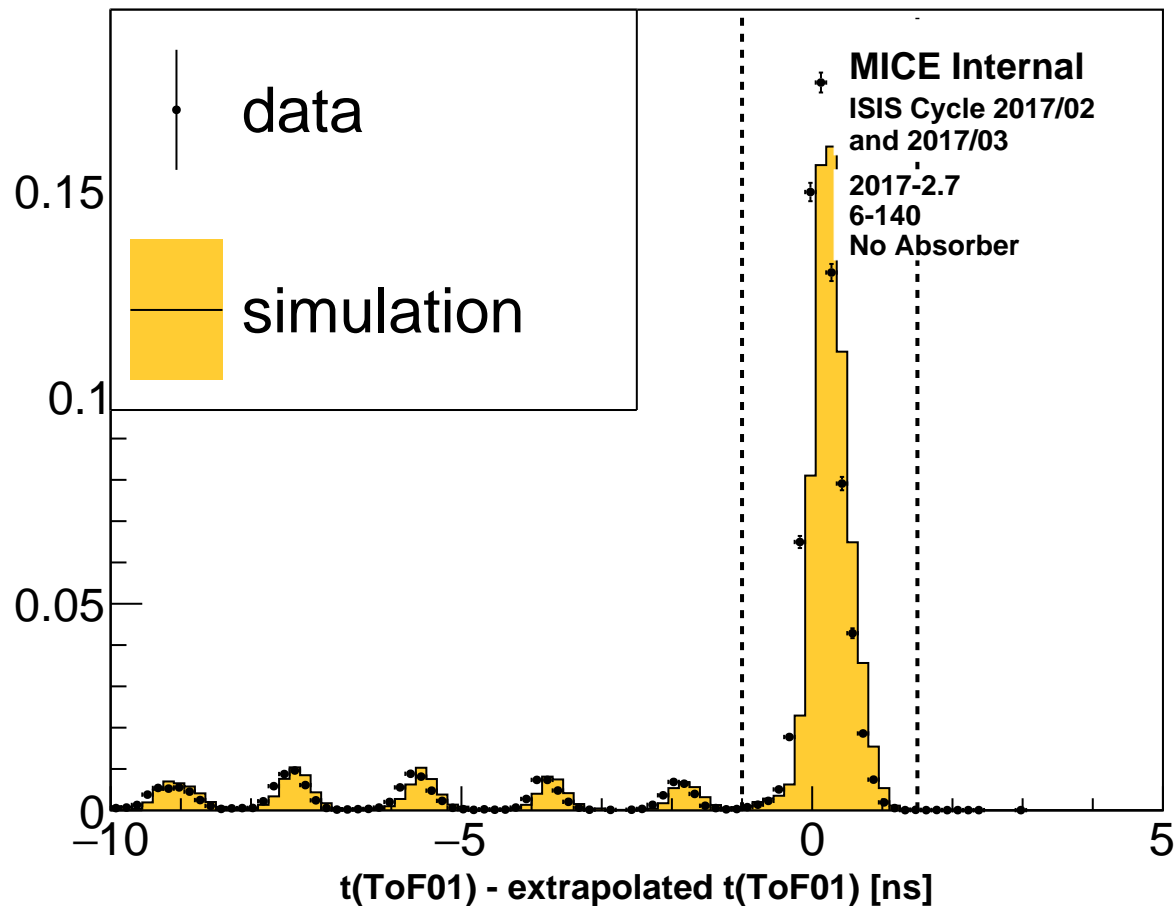 data
simulation
MICE Internal
ISIS Cycle 2017/02
and 2017/03
2017-2.7
6-140
No Absorber
0.15
0.1
0.05
0
−10
−5
0
5
t(ToF01) - extrapolated t(ToF01) [ns]